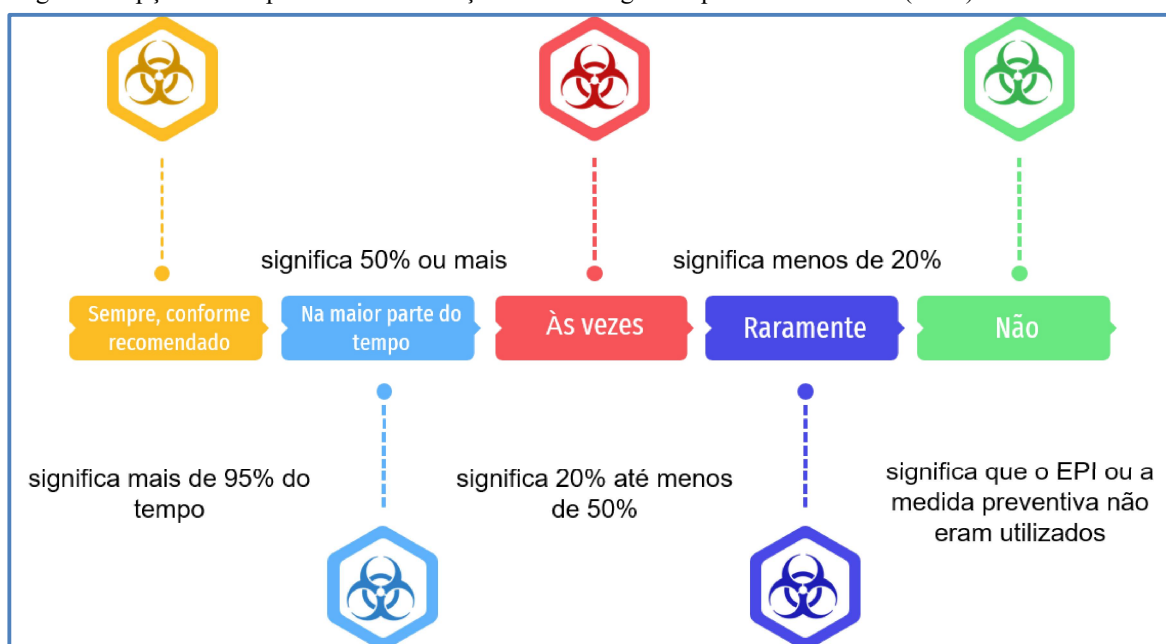 significa 50% ou mais
significa menos de 20%
Sempre, conforme
recomendado
Na maior parte do
tempo
Às vezes
Raramente
Não
significa mais de 95% do
tempo
significa 20% até menos
de 50%
significa que o EPI ou a
medida preventiva não
eram utilizados